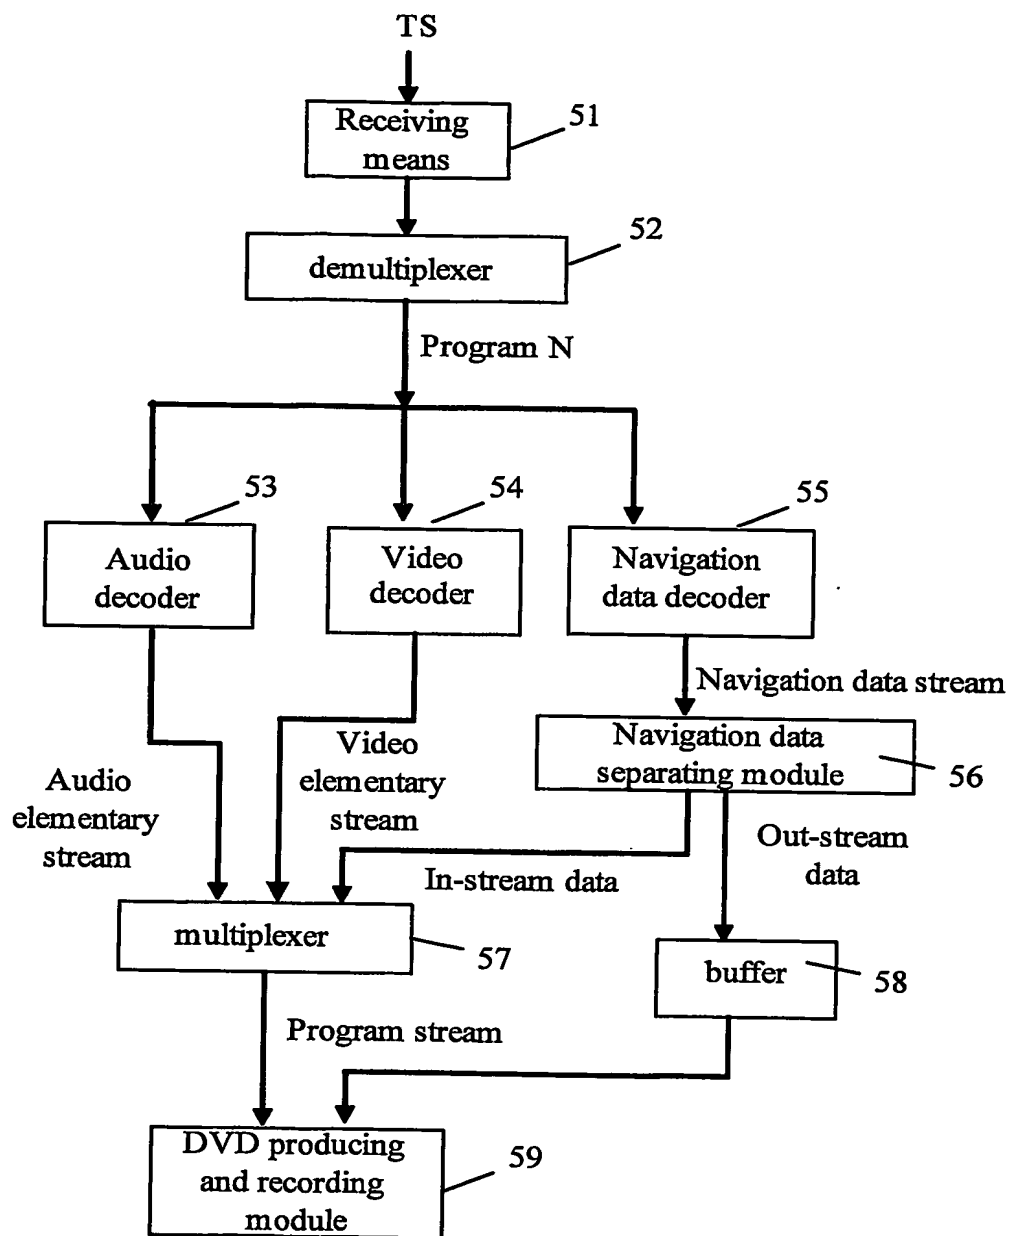 TS
Receiving
means
51
demultiplexer
52
Program N
53
54
55
Audio
decoder
Video
decoder
Navigation
data decoder
Navigation data stream
Navigation data
separating module
56
Audio
elementary
stream
Video
elementary
stream
In-stream data
Out-stream
data
multiplexer
57
buffer
58
Program stream
DVD producing
and recording
module
59